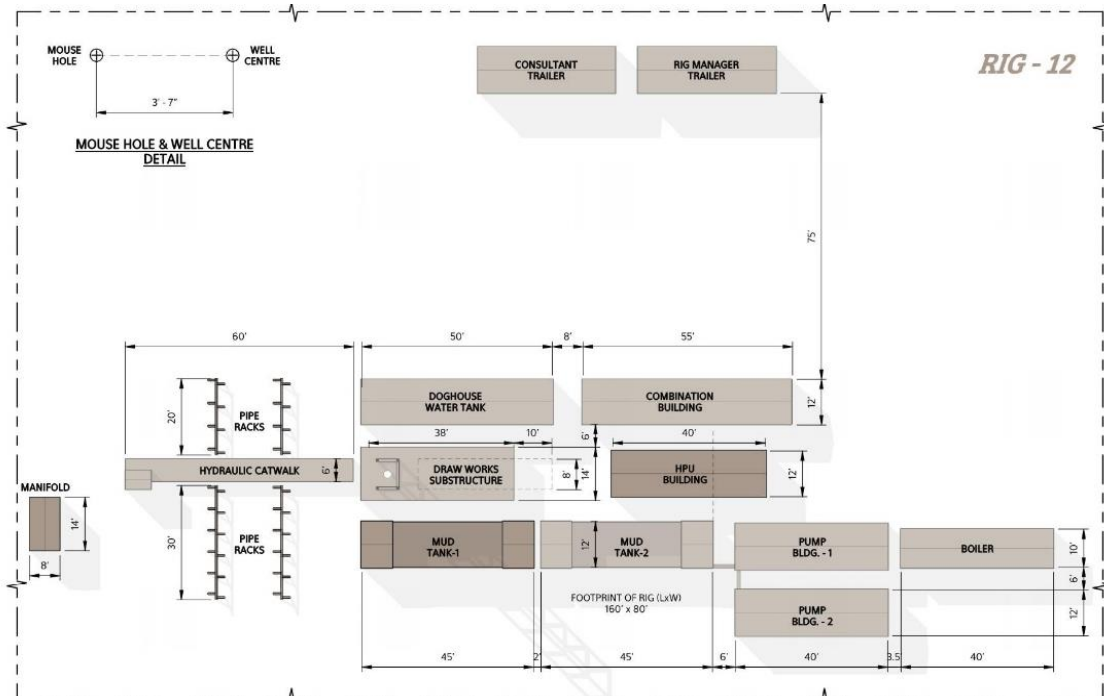 MOUSE
HOLE
WELL
CENTRE
3' - 7"
MOUSE HOLE & WELL CENTRE
DETAIL
CONSULTANT
TRAILER
RIG MANAGER
TRAILER
RIG - 12
75'
60'
50'
8'
55'
20'
PIPE
RACKS
DOGHOUSE
WATER TANK
COMBINATION
BUILDING
12'
38'
10'
6'
40'
HYDRAULIC CATWALK
6'
DRAW WORKS
SUBSTRUCTURE
8'
14'
HPU
BUILDING
12'
MANIFOLD
14'
8'
30'
PIPE
RACKS
MUD
TANK-1
12'
MUD
TANK-2
PUMP
BLDG. - 1
BOILER
10'
6'
FOOTPRINT OF RIG (LxW)
160' x 80'
PUMP
BLDG. - 2
12'
45'
2'
45'
6'
40'
3.5'
40'